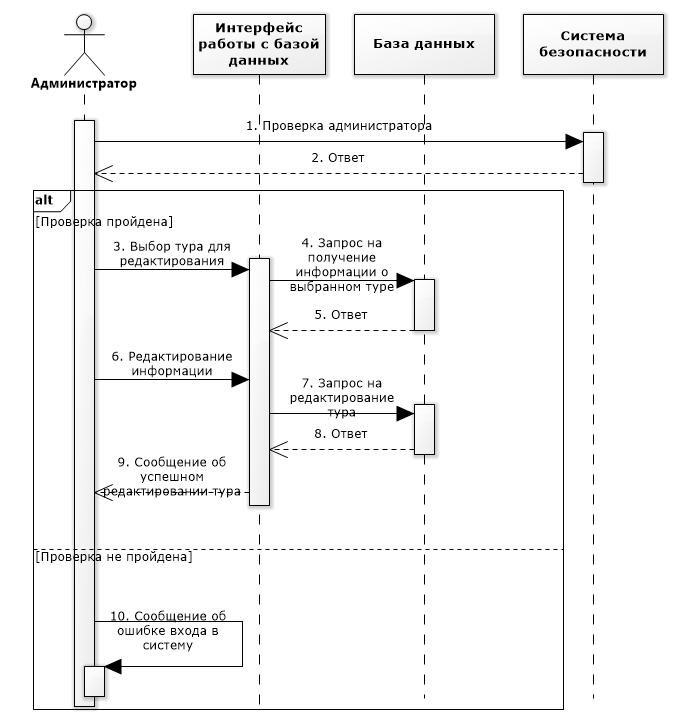 Администратор
Интерфейс
работы с базой
данных
База данных
Система
безопасности
1. Проверка администратора
2. Ответ
alt
[Проверка пройдена]
3. Выбор тура для
редактирования
4. Запрос на
получение
информации о
выбранном туре
5. Ответ
6. Редактирование
информации
7. Запрос на
редактирование
тура
8. Ответ
9. Сообщение об
успешном
редактировании тура
[Проверка не пройдена]
10. Сообщение об
ошибке входа в
систему